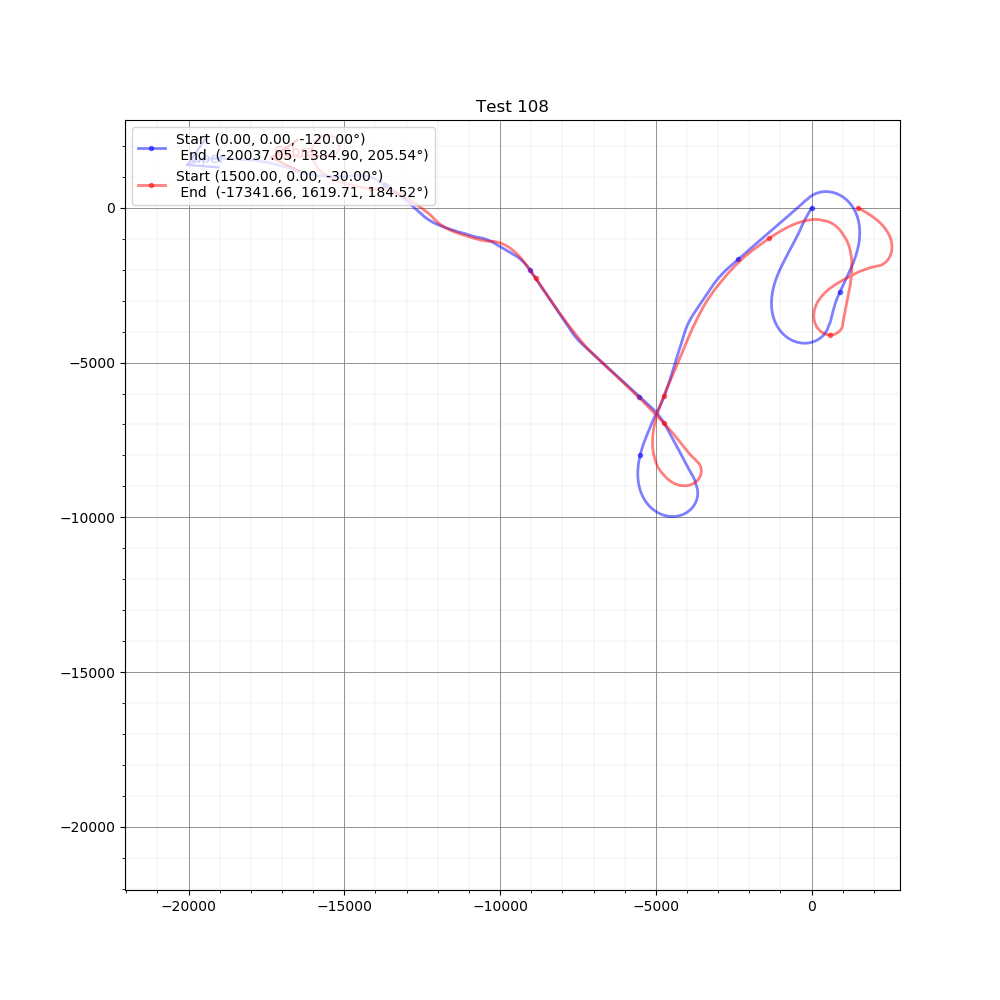 Test 108
Start (0.00, 0.00, -120.00°)
End (-20037.05, 1384.90, 205.54°)
Start (1500.00, 0.00, -30.00°)
End (-17341.66, 1619.71, 184.52°)
0
−5000
−10000
−15000
−20000
−20000 −15000 −10000 −5000 0